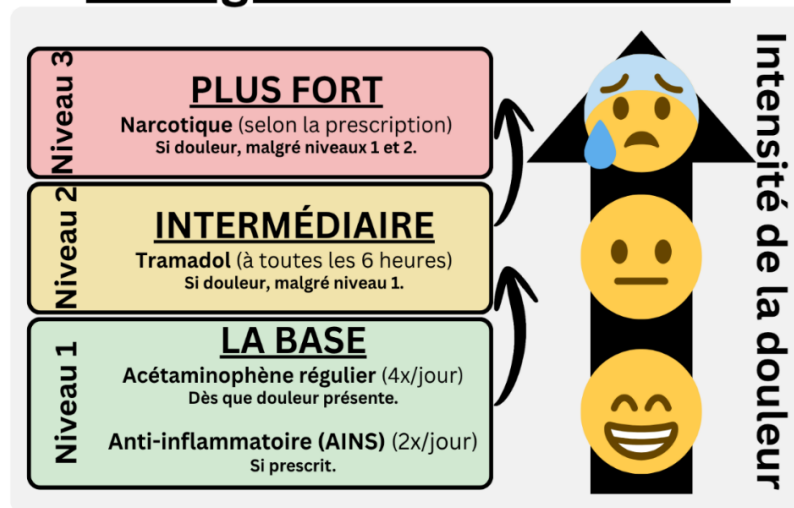 Niveau 3
PLUS FORT
Narcotique (selon la prescription)
Si douleur, malgré niveaux 1 et 2.
Niveau 2
INTERMÉDIAIRE
Tramadol (à toutes les 6 heures)
Si douleur, malgré niveau 1.
Niveau 1
LA BASE
Acétaminophène régulier (4x/jour)
Dès que douleur présente.
Anti-inflammatoire (AINS) (2x/jour)
Si prescrit.
Intensité de la douleur